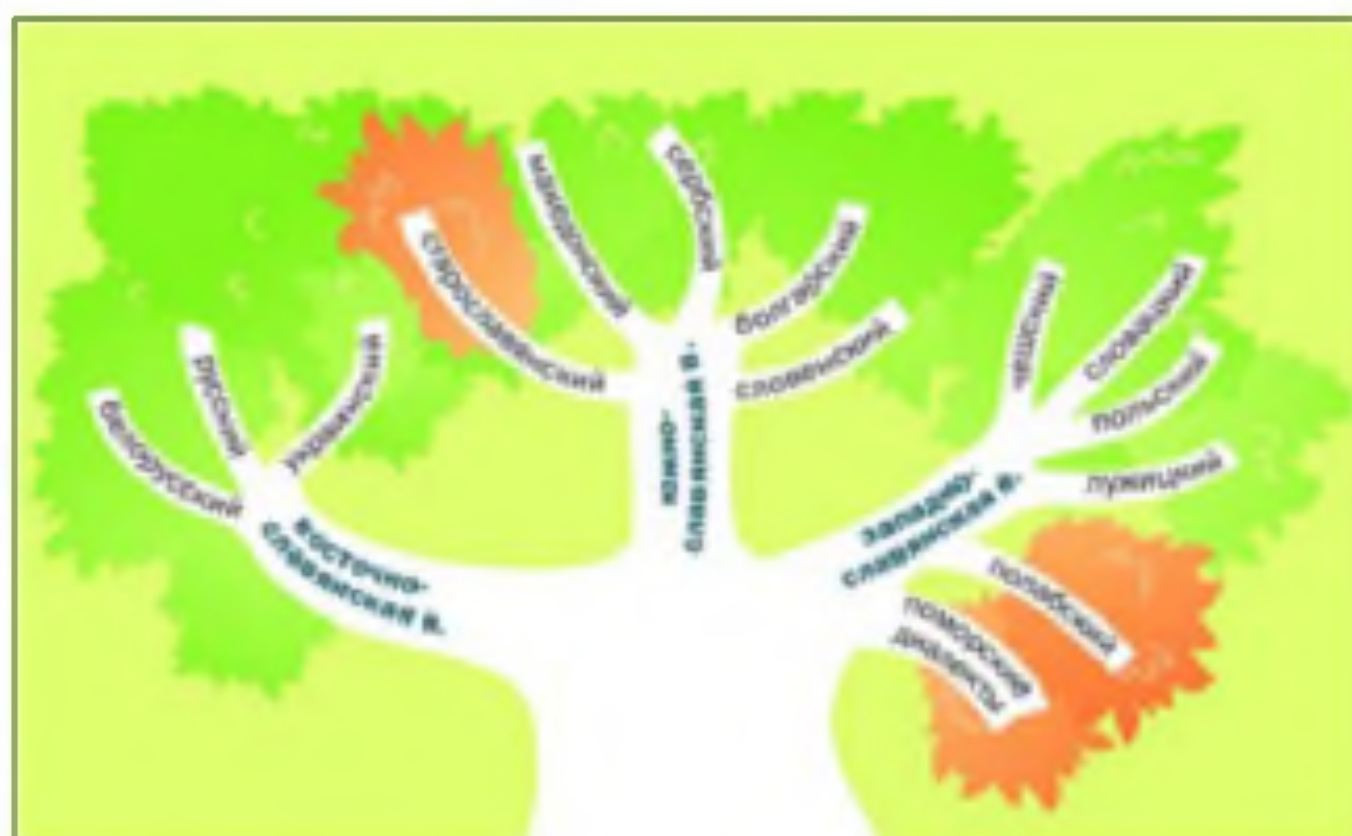 белорусский
русский
украинский
восточно-
славянская в.
старославянский
македонский
сербский
болгарский
словенский
южно-
славянская в.
чешский
словацкий
польский
лужицкий
западно-
славянская в.
полабский
поморские
диалекты